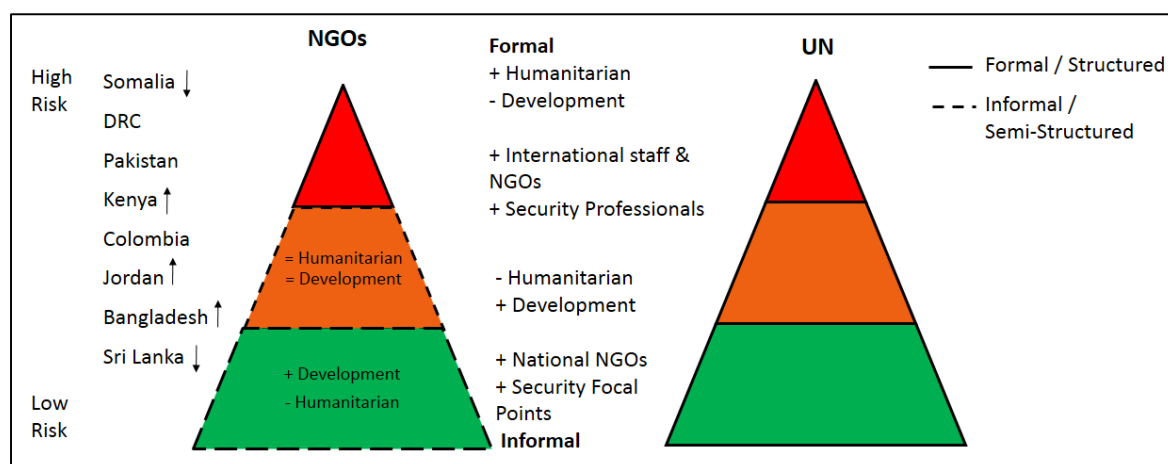 NGOs
UN
High
Risk
Somalia ↓
DRC
Pakistan
Kenya ↑
Colombia
Jordan ↑
Bangladesh ↑
Sri Lanka ↓
Low
Risk
= Humanitarian
= Development
+ Development
- Humanitarian
Formal
+ Humanitarian
- Development
+ International staff &
NGOs
+ Security Professionals
- Humanitarian
+ Development
+ National NGOs
+ Security Focal
Points
Informal
Formal / Structured
Informal /
Semi-Structured